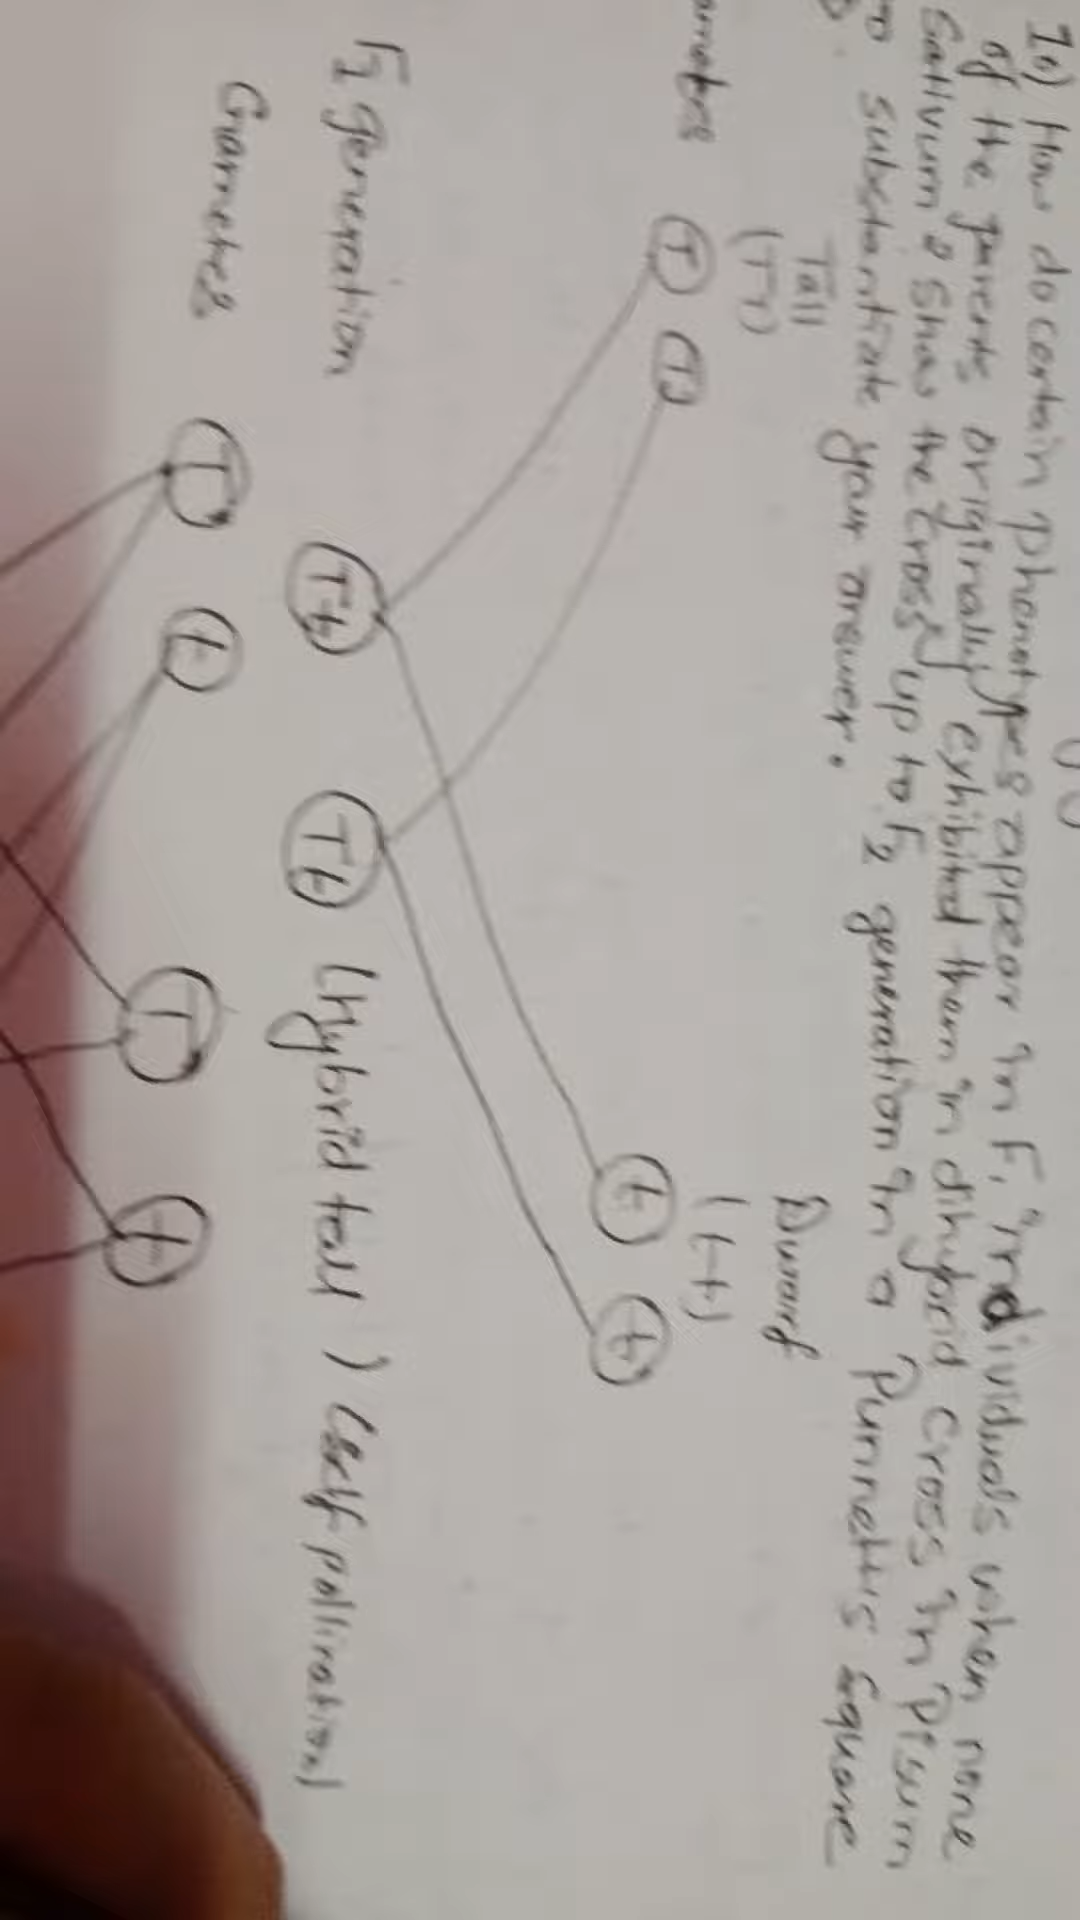 10) How do certain phenotypes appear in F1 individuals when none
of the parents originally exhibited them in dihybrid cross in Pisum
Sativum? Show the cross up to F2 generation in a Punnetts Square
to substantiate your answer.
Tall Dwarf
(TT) (tt)
ametes T T t t
F1 generation Tt Tt (Hybrid tall) (self pollination)
Gametes T t T t